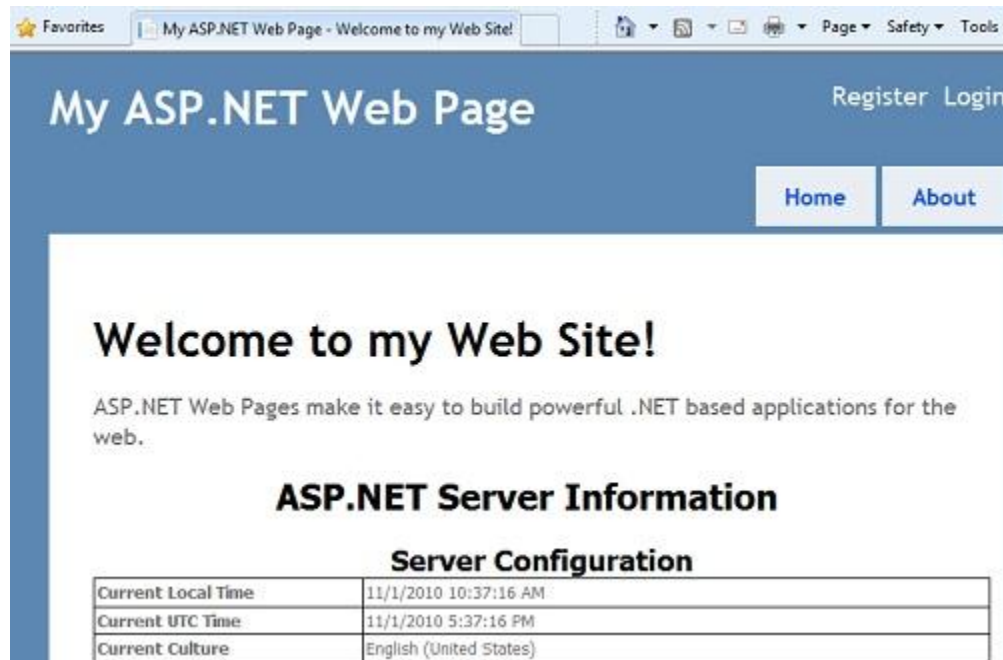 Favorites
My ASP.NET Web Page - Welcome to my Web Site!
Page
Safety
Tools
My ASP.NET Web Page
Register Login
Home
About
Welcome to my Web Site!
ASP.NET Web Pages make it easy to build powerful .NET based applications for the
web.
ASP.NET Server Information
Server Configuration
Current Local Time 11/1/2010 10:37:16 AM
Current UTC Time 11/1/2010 5:37:16 PM
Current Culture English (United States)